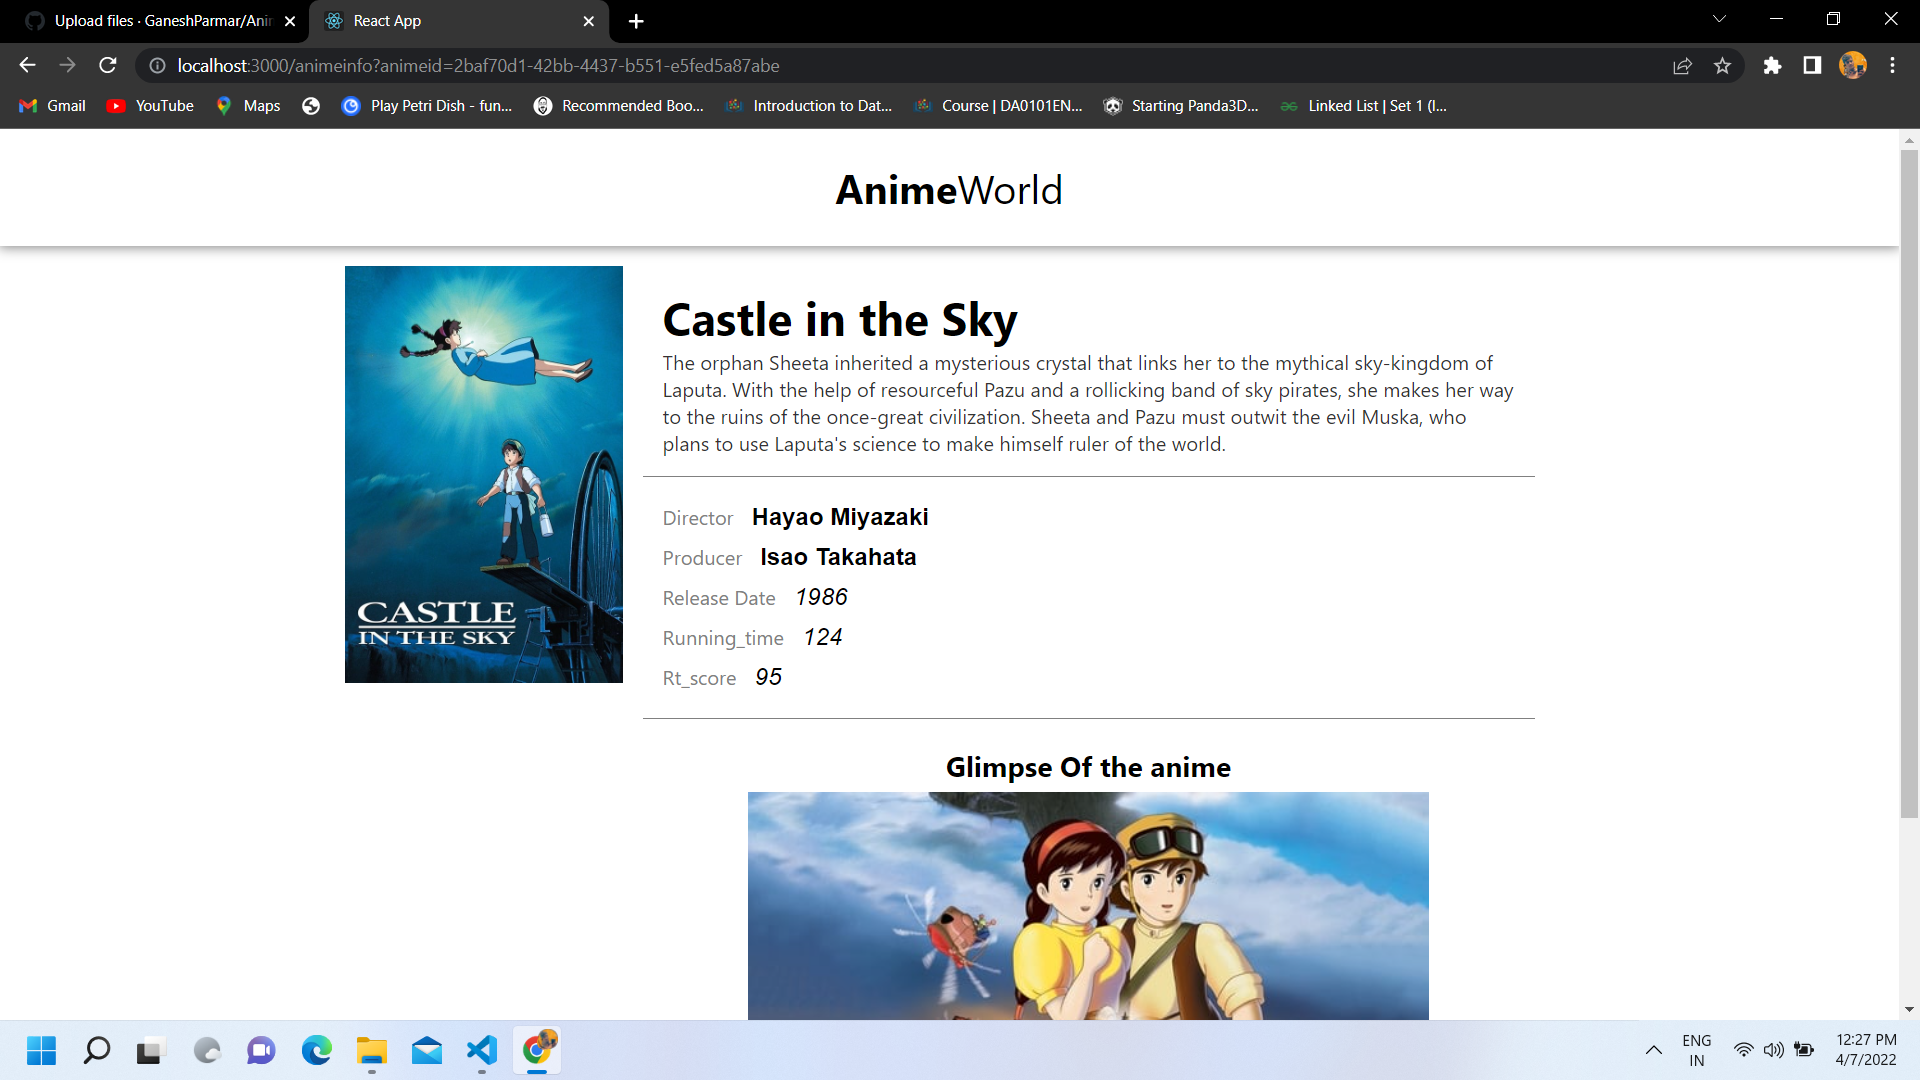 Upload files · GaneshParmar/Ani
React App
localhost:3000/animeinfo?animeid=2baf70d1-42bb-4437-b551-e5fed5a87abe
Gmail
YouTube
Maps
Play Petri Dish - fun...
Recommended Boo...
Introduction to Dat...
Course | DA0101EN...
Starting Panda3D...
Linked List | Set 1 (I...
AnimeWorld
CASTLE
IN THE SKY
Castle in the Sky
The orphan Sheeta inherited a mysterious crystal that links her to the mythical sky-kingdom of
Laputa. With the help of resourceful Pazu and a rollicking band of sky pirates, she makes her way
to the ruins of the once-great civilization. Sheeta and Pazu must outwit the evil Muska, who
plans to use Laputa's science to make himself ruler of the world.
Director Hayao Miyazaki
Producer Isao Takahata
Release Date 1986
Running_time 124
Rt_score 95
Glimpse Of the anime
ENG
IN
12:27 PM
4/7/2022